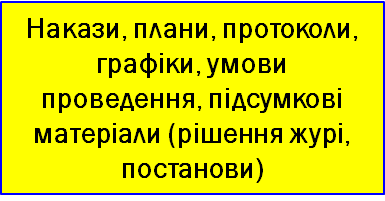 Накази, плани, протоколи,
графіки, умови
проведення, підсумкові
матеріали (рішення журі,
постанови)